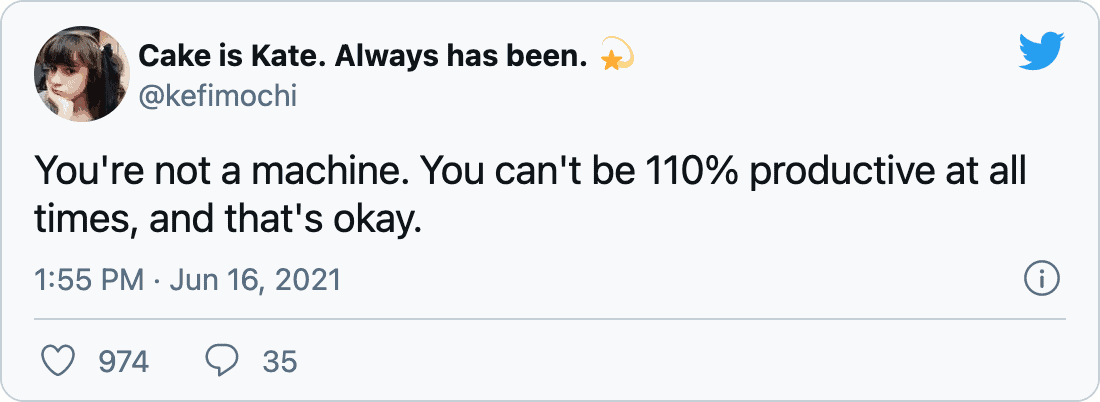 Cake is Kate. Always has been. 💫
@kefimochi
You're not a machine. You can't be 110% productive at all
times, and that's okay.
1:55 PM · Jun 16, 2021
974 35